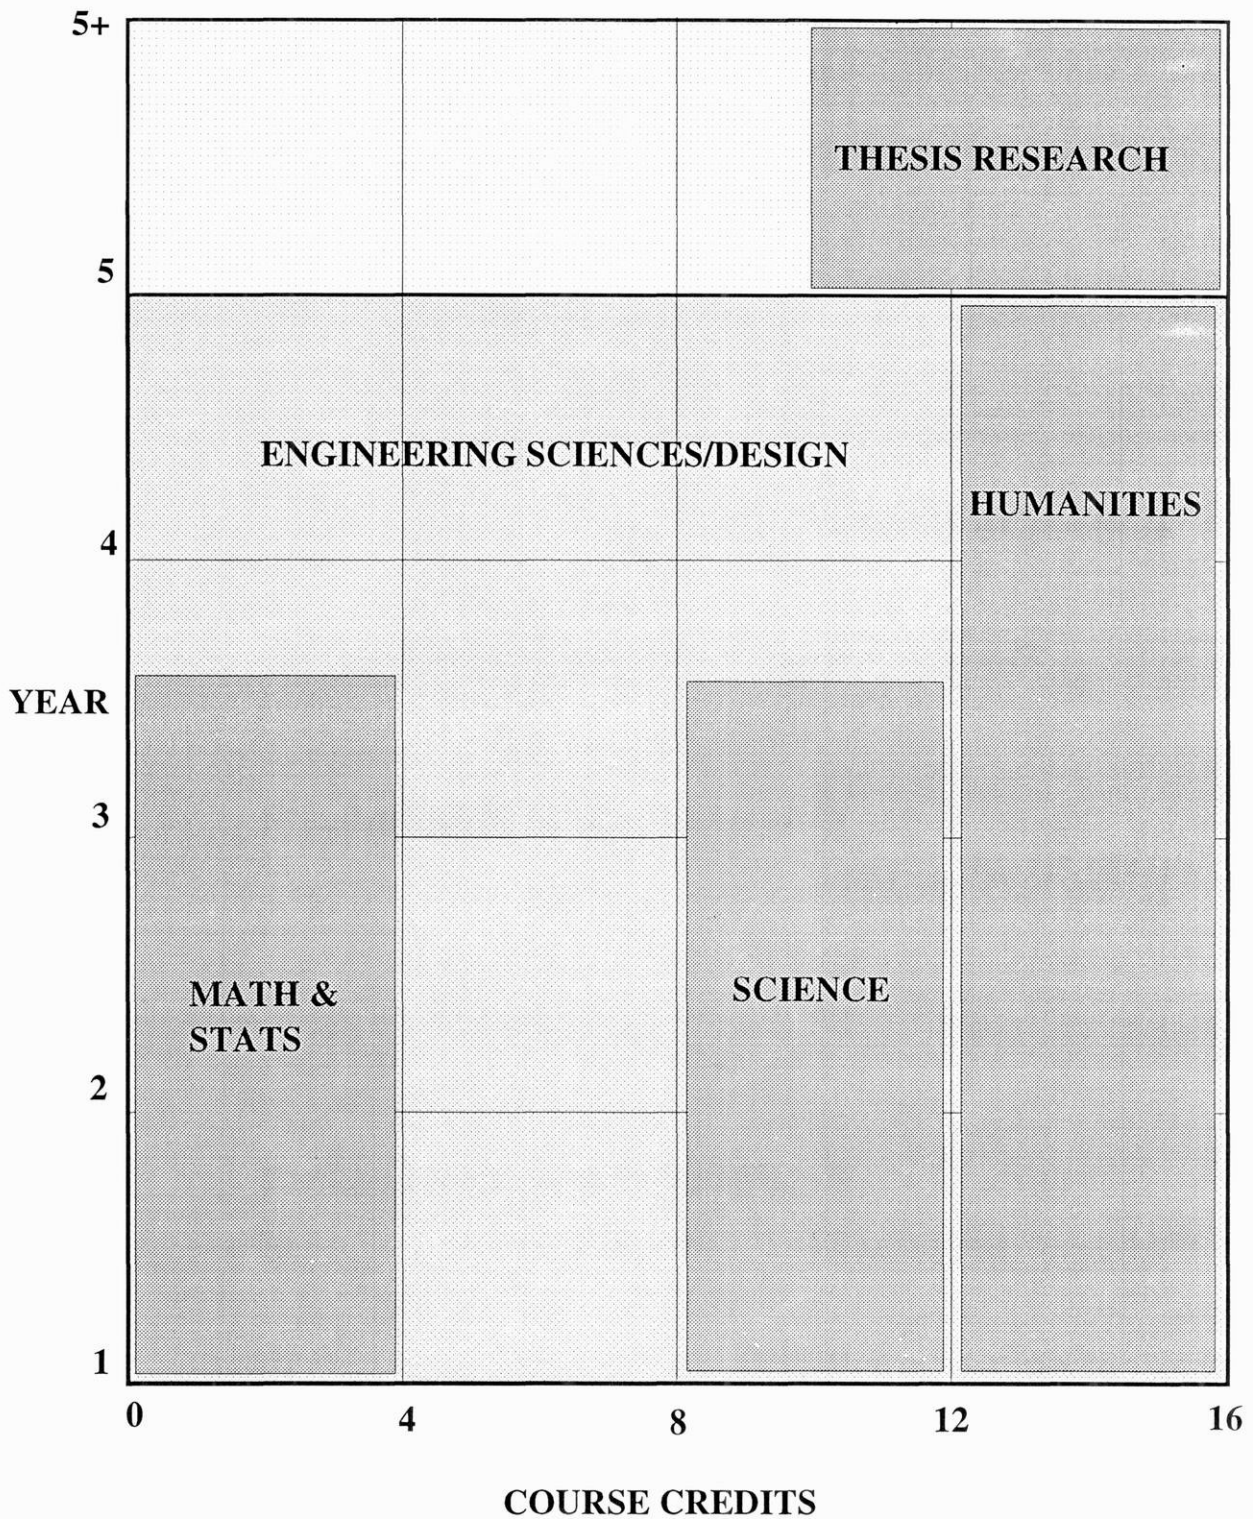 5+
THESIS RESEARCH
5
ENGINEERING SCIENCES/DESIGN
HUMANITIES
4
YEAR
3
MATH &
STATS
SCIENCE
2
1
0 4 8 12 16
COURSE CREDITS